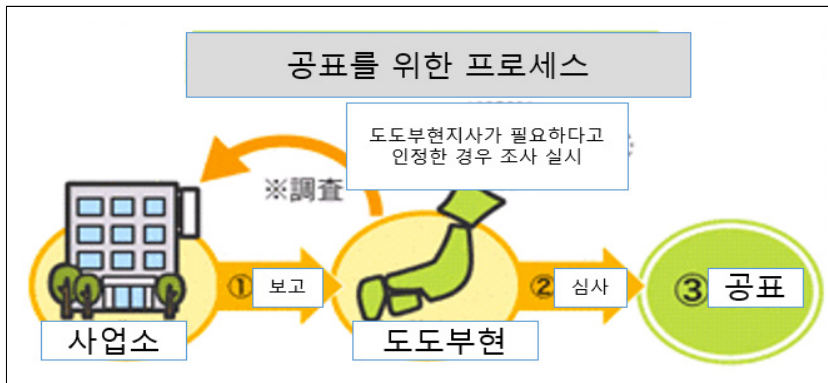 공표를 위한 프로세스
도도부현지사가 필요하다고
인정한 경우 조사 실시
※調査
① 보고
② 심사
③ 공표
사업소
도도부현